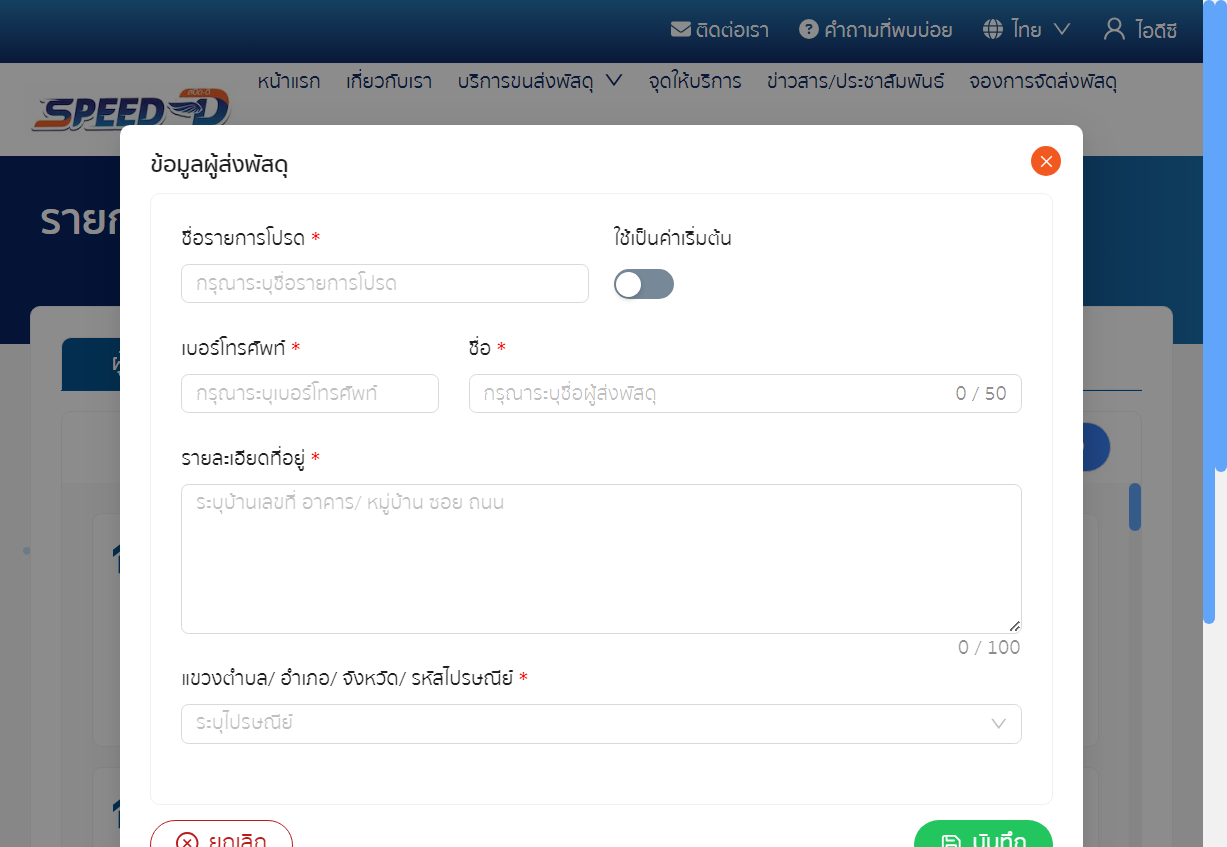 ติดต่อเรา ? คำถามที่พบบ่อย ไทย ไอดีซี
หน้าแรก เกี่ยวกับเรา บริการขนส่งพัสดุ จุดให้บริการ ข่าวสาร/ประชาสัมพันธ์ จองการจัดส่งพัสดุ
SPEED-D
ข้อมูลผู้ส่งพัสดุ
ชื่อรายการโปรด * ใช้เป็นค่าเริ่มต้น
กรุณาระบุชื่อรายการโปรด
เบอร์โทรศัพท์ * ชื่อ *
กรุณาระบุเบอร์โทรศัพท์ กรุณาระบุชื่อผู้ส่งพัสดุ 0 / 50
รายละเอียดที่อยู่ *
ระบุบ้านเลขที่ อาคาร/ หมู่บ้าน ซอย ถนน
0 / 100
แขวงตำบล/ อำเภอ/ จังหวัด/ รหัสไปรษณีย์ *
ระบุไปรษณีย์
ยกเลิก บันทึก